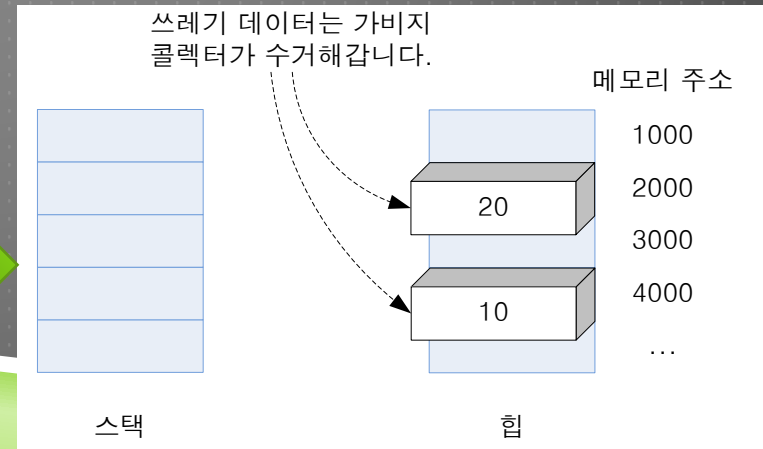 쓰레기 데이터는 가비지
콜렉터가 수거해갑니다.
메모리 주소
1000
20
2000
3000
10
4000
...
스택
힙